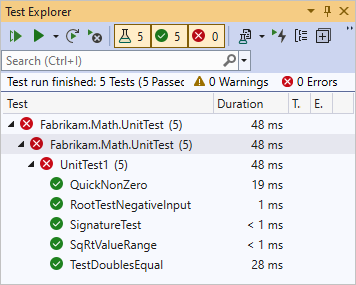 Test Explorer
5 5 0
Search (Ctrl+I)
Test run finished: 5 Tests (5 Passec 0 Warnings 0 Errors
Test Duration T. E.
Fabrikam.Math.UnitTest (5) 48 ms
Fabrikam.Math.UnitTest (5) 48 ms
UnitTest1 (5) 48 ms
QuickNonZero 19 ms
RootTestNegativeInput 1 ms
SignatureTest < 1 ms
SqRtValueRange < 1 ms
TestDoublesEqual 28 ms